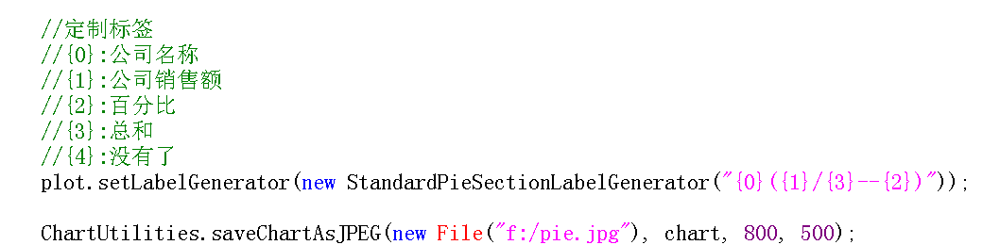 //定制标签
//{0}:公司名称
//{1}:公司销售额
//{2}:百分比
//{3}:总和
//{4}:没有了
plot.setLabelGenerator(new StandardPieSectionLabelGenerator("{0}({1}/{3}--{2})"));
ChartUtilities.saveChartAsJPEG(new File("f:/pie.jpg"), chart, 800, 500);